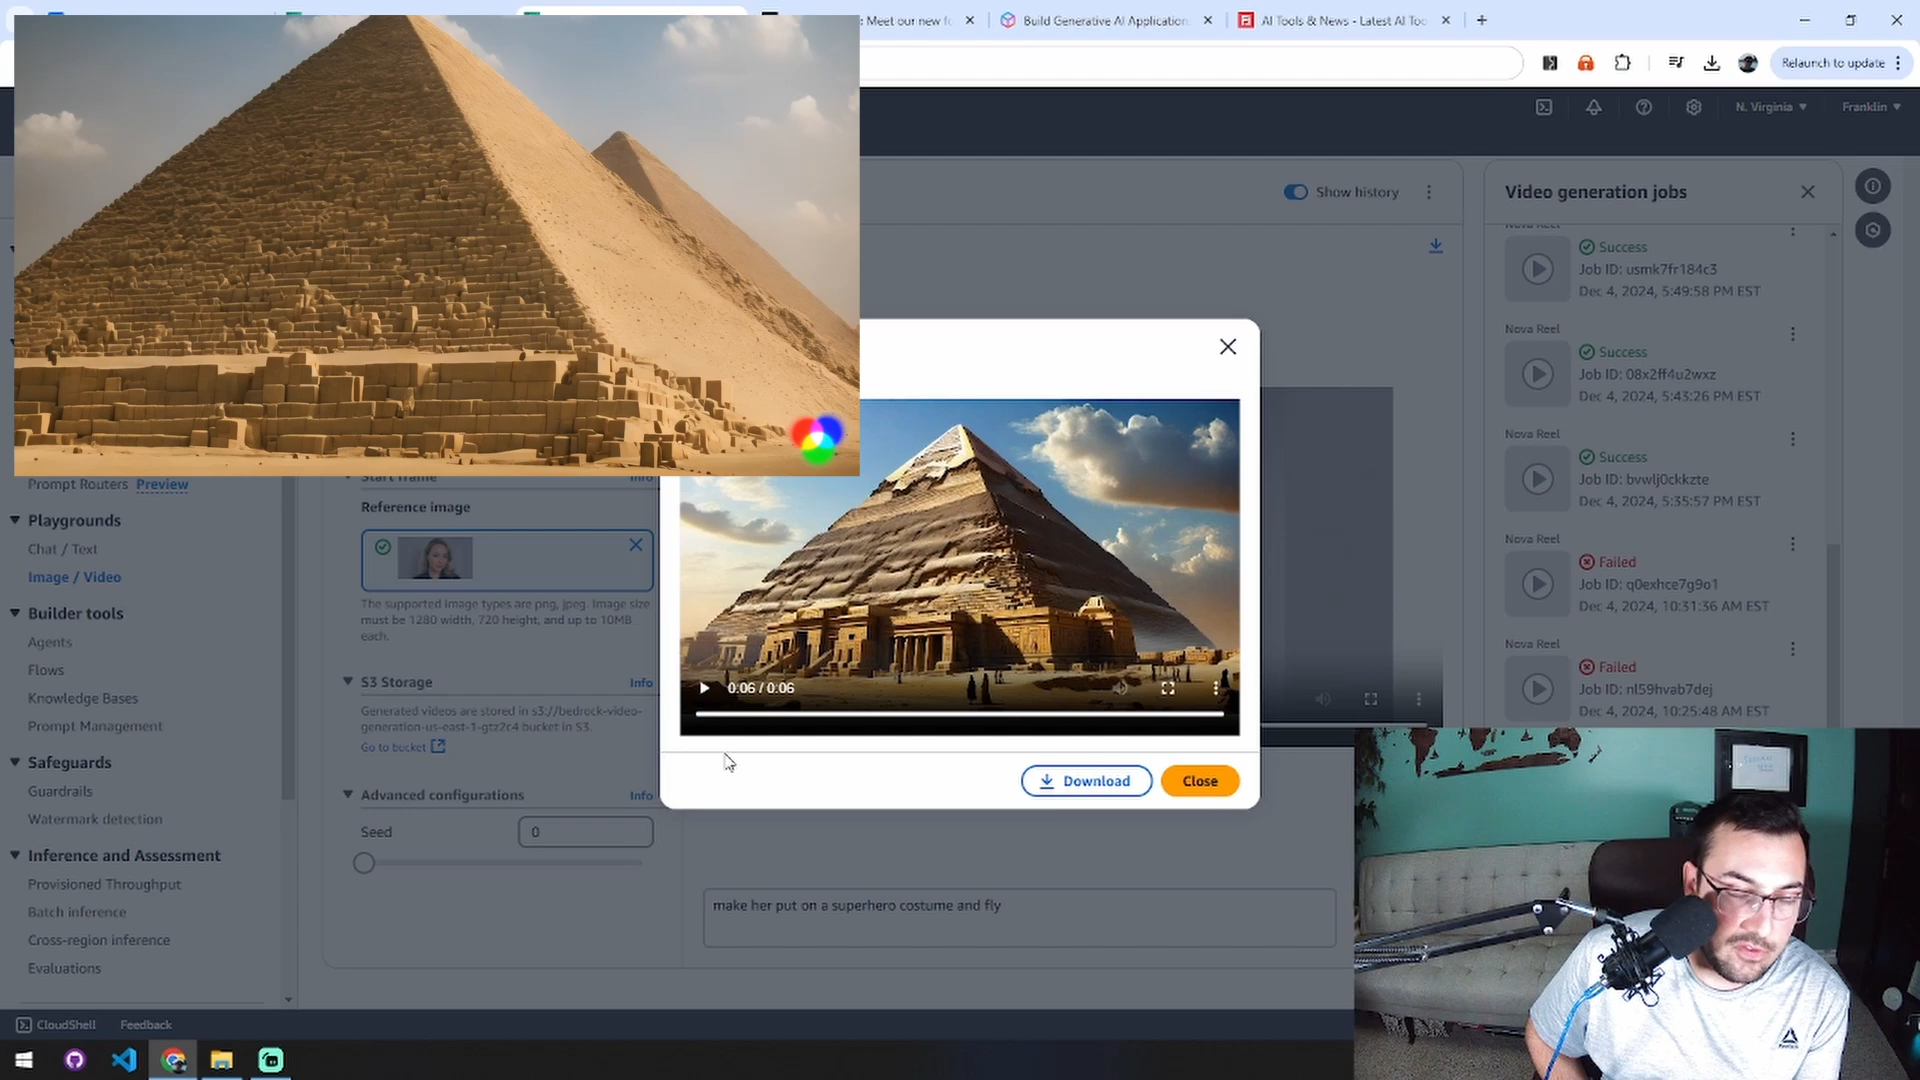 : Meet our new fo
Build Generative AI Application
AI Tools & News - Latest AI Too
Relaunch to update
N. Virginia
Franklin
Show history
Video generation jobs
Nova Reel
Success
Job ID: usmk7fr184c3
Dec 4, 2024, 5:49:58 PM EST
Nova Reel
Success
Job ID: 08x2ff4u2wxz
Dec 4, 2024, 5:43:26 PM EST
Nova Reel
Success
Job ID: bvwlj0ckkzte
Dec 4, 2024, 5:35:57 PM EST
Nova Reel
Failed
Job ID: q0exhce7g9o1
Dec 4, 2024, 10:31:36 AM EST
Nova Reel
Failed
Job ID: nl59hvab7dej
Dec 4, 2024, 10:25:48 AM EST
Prompt Routers Preview
Playgrounds
Chat / Text
Image / Video
Builder tools
Agents
Flows
Knowledge Bases
Prompt Management
Safeguards
Guardrails
Watermark detection
Inference and Assessment
Provisioned Throughput
Batch inference
Cross-region inference
Evaluations
Start frame
Info
Reference image
The supported image types are png, jpeg. Image size
must be 1280 width, 720 height, and up to 10MB
each.
S3 Storage
Info
Generated videos are stored in s3://bedrock-video-
generation-us-east-1-gtz2c4 bucket in S3.
Go to bucket
Advanced configurations
Info
Seed
0
0:06 / 0:06
Download
Close
make her put on a superhero costume and fly
CloudShell
Feedback